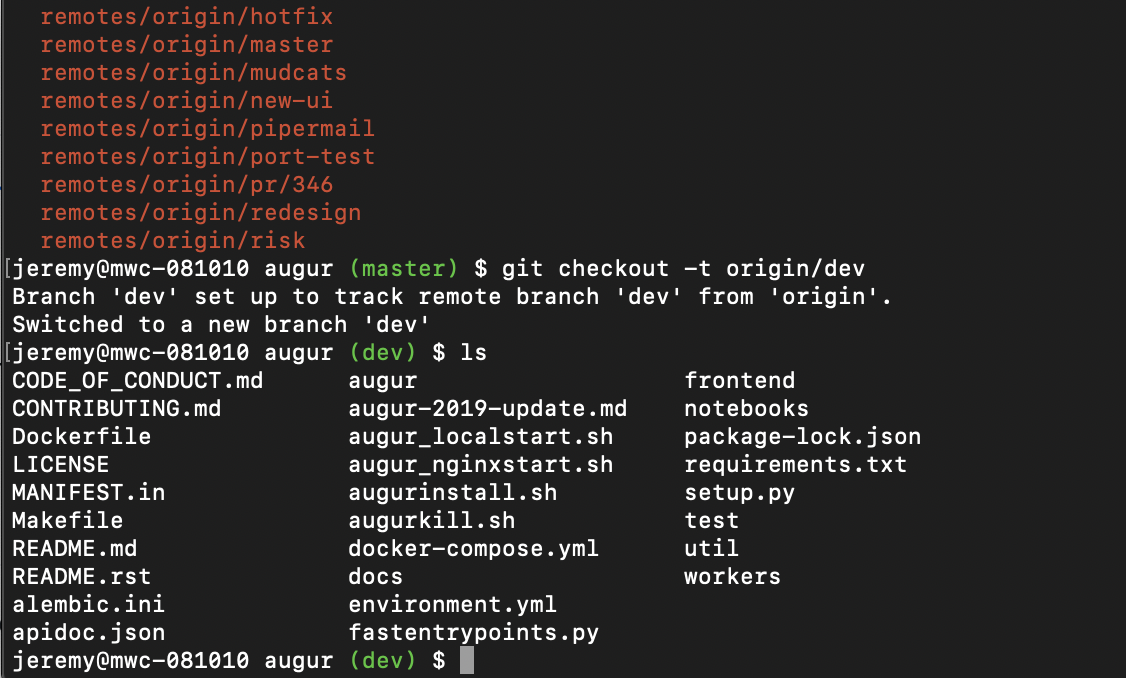 remotes/origin/hotfix
remotes/origin/master
remotes/origin/mudcats
remotes/origin/new-ui
remotes/origin/pipermail
remotes/origin/port-test
remotes/origin/pr/346
remotes/origin/redesign
remotes/origin/risk
[jeremy@mwc-081010 augur (master) $ git checkout -t origin/dev
Branch 'dev' set up to track remote branch 'dev' from 'origin'.
Switched to a new branch 'dev'
[jeremy@mwc-081010 augur (dev) $ ls
CODE_OF_CONDUCT.md augur frontend
CONTRIBUTING.md augur-2019-update.md notebooks
Dockerfile augur_localstart.sh package-lock.json
LICENSE augur_nginxstart.sh requirements.txt
MANIFEST.in augurinstall.sh setup.py
Makefile augurkill.sh test
README.md docker-compose.yml util
README.rst docs workers
alembic.ini environment.yml
apidoc.json fastentrypoints.py
jeremy@mwc-081010 augur (dev) $